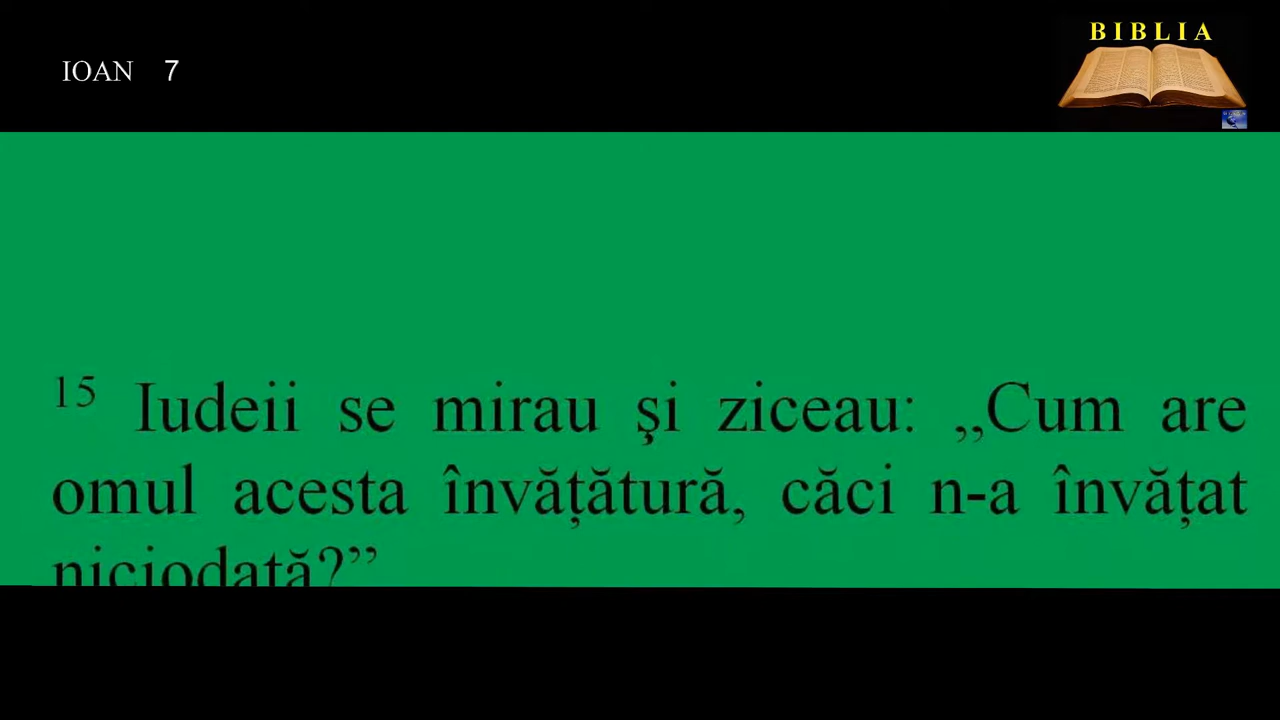 BIBLIA
IOAN 7
15 Iudeii se mirau şi ziceau: „Cum are
omul acesta învăţătură, căci n-a învăţat
niciodată?”